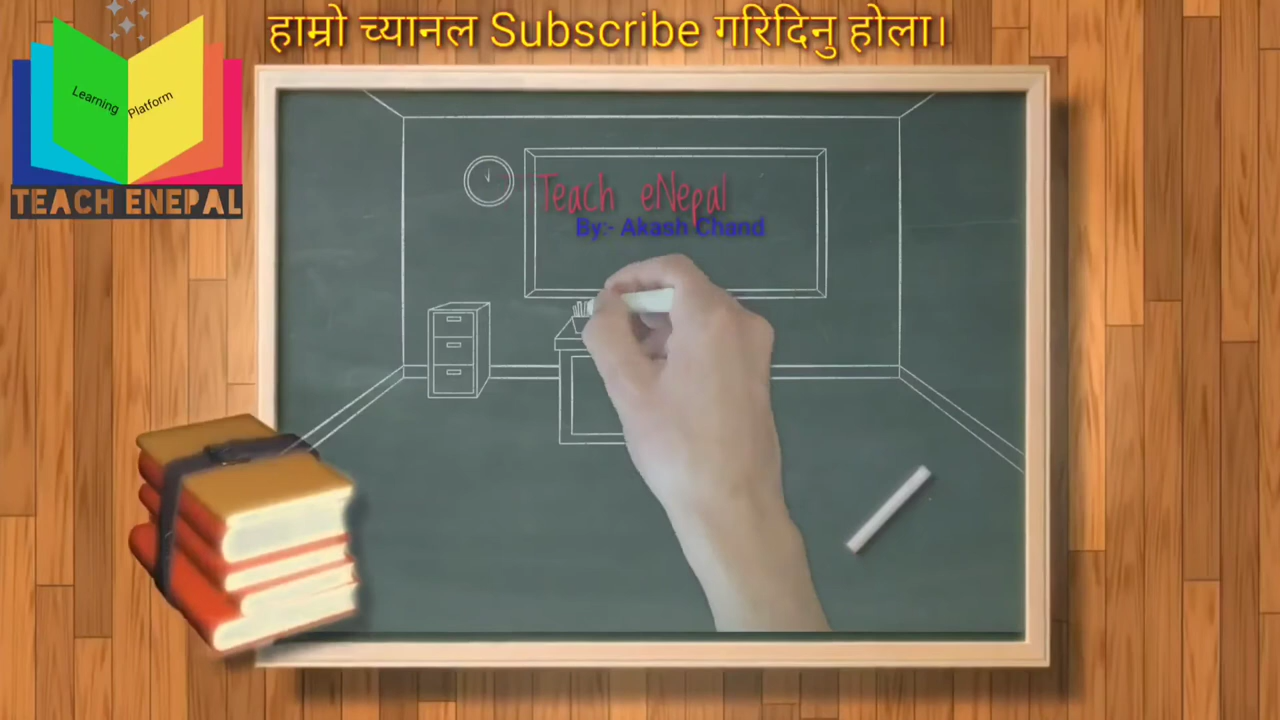 हाम्रो च्यानल Subscribe गरिदिनु होला।
Learning Platform
TEACH ENEPAL
Teach eNepal
By:- Akash Chand